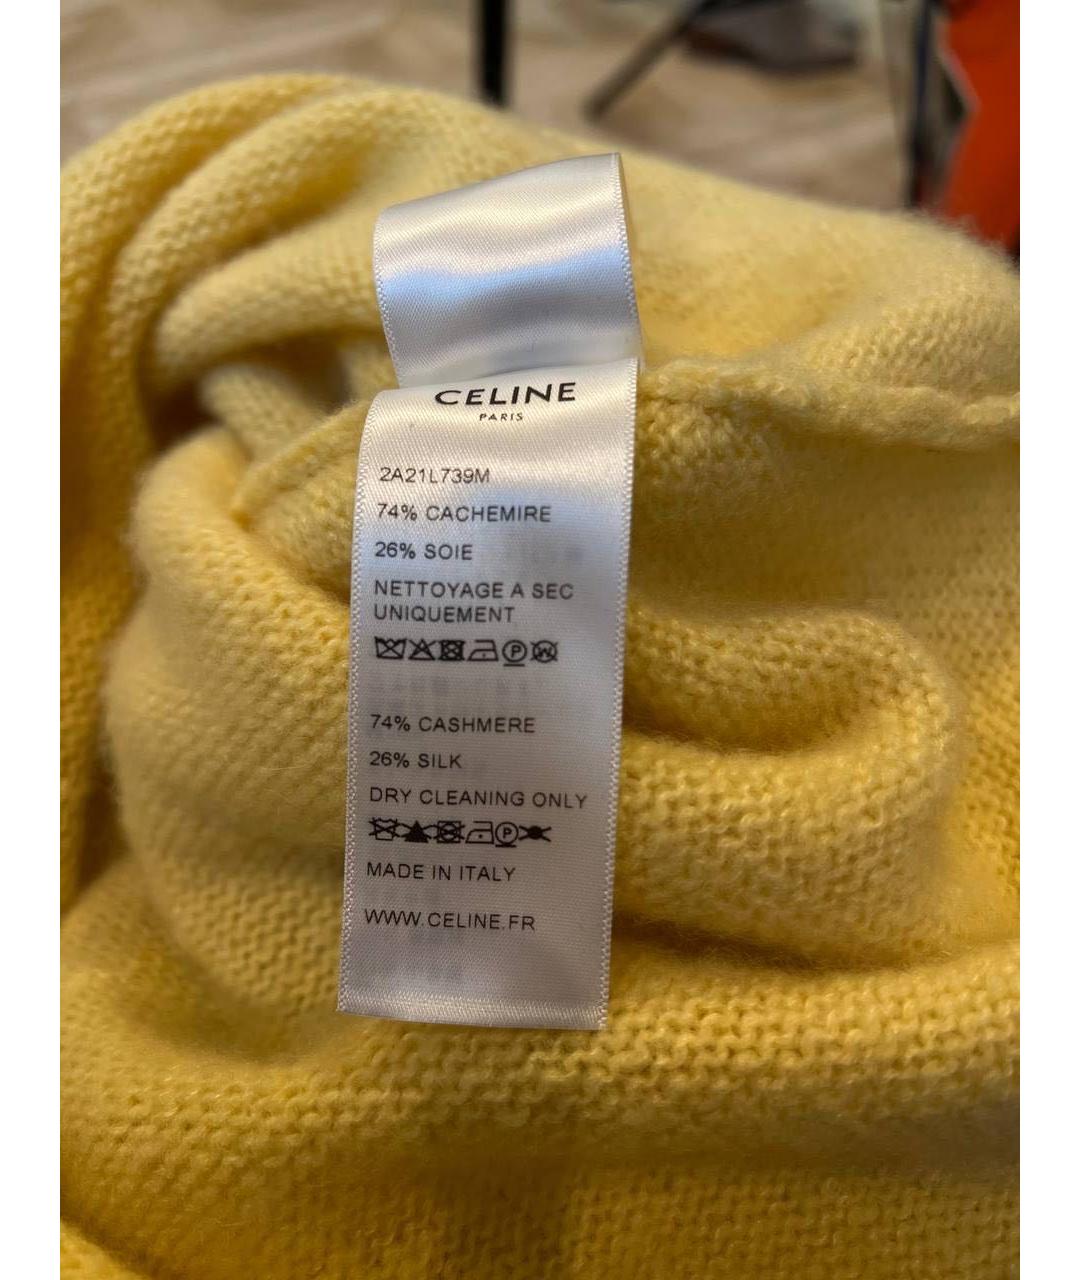 CELINE
PARIS
2A21L739M
74% CACHEMIRE
26% SOIE
NETTOYAGE A SEC
UNIQUEMENT
P W
74% CASHMERE
26% SILK
DRY CLEANING ONLY
P
MADE IN ITALY
WWW.CELINE.FR